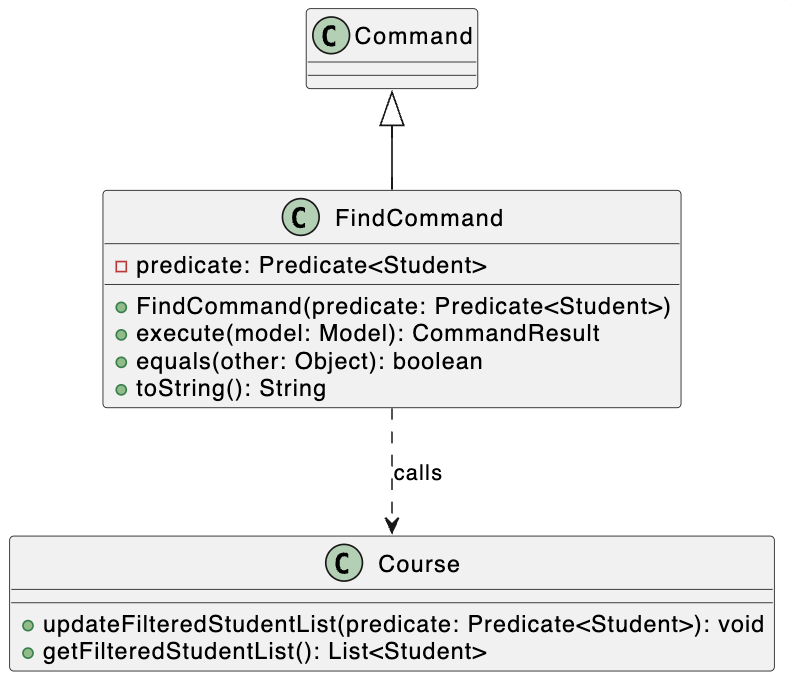 C Command
C FindCommand
predicate: Predicate<Student>
FindCommand(predicate: Predicate<Student>)
execute(model: Model): CommandResult
equals(other: Object): boolean
toString(): String
calls
C Course
updateFilteredStudentList(predicate: Predicate<Student>): void
getFilteredStudentList(): List<Student>